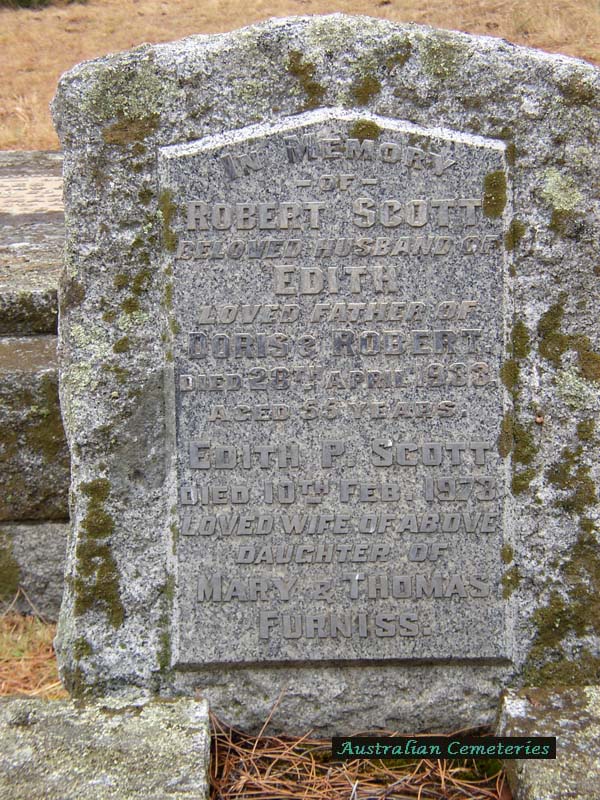 IN MEMORY
-OF-
ROBERT SCOTT
BELOVED HUSBAND OF
EDITH
LOVED FATHER OF
DORIS & ROBERT
DIED 28TH APRIL 1938
AGED 55 YEARS.
EDITH P. SCOTT
DIED 10TH FEB. 1973
LOVED WIFE OF ABOVE
DAUGHTER OF
MARY & THOMAS
FURNISS.
Australian Cemeteries